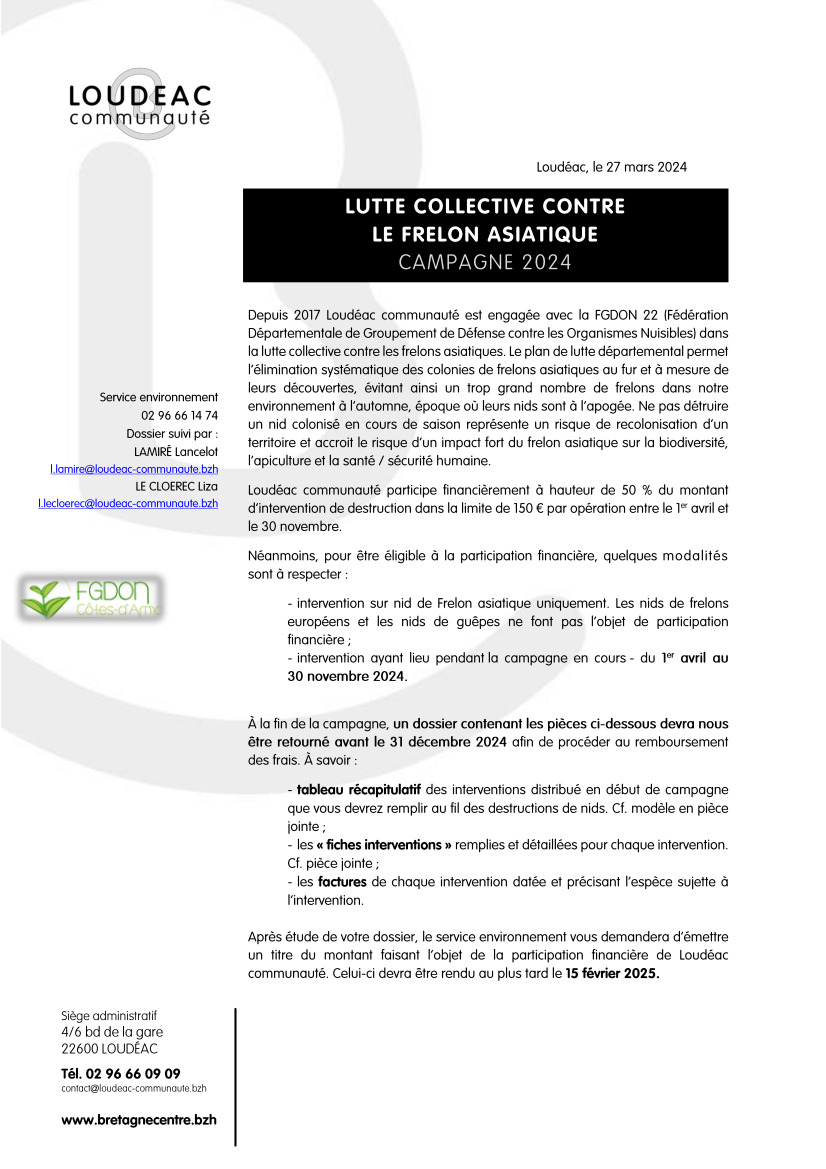 LOUDEAC
communauté
Loudéac, le 27 mars 2024
LUTTE COLLECTIVE CONTRE
LE FRELON ASIATIQUE
CAMPAGNE 2024
Service environnement
02 96 66 14 74
Dossier suivi par :
LAMIRÉ Lancelot
l.lamire@loudeac-communaute.bzh
LE CLOEREC Liza
l.lecloerec@loudeac-communaute.bzh
FGDON
Côtes-d'Armor
Depuis 2017 Loudéac communauté est engagée avec la FGDON 22 (Fédération
Départementale de Groupement de Défense contre les Organismes Nuisibles) dans
la lutte collective contre les frelons asiatiques. Le plan de lutte départemental permet
l'élimination systématique des colonies de frelons asiatiques au fur et à mesure de
leurs découvertes, évitant ainsi un trop grand nombre de frelons dans notre
environnement à l'automne, époque où leurs nids sont à l'apogée. Ne pas détruire
un nid colonisé en cours de saison représente un risque de recolonisation d'un
territoire et accroit le risque d'un impact fort du frelon asiatique sur la biodiversité,
l'apiculture et la santé / sécurité humaine.
Loudéac communauté participe financièrement à hauteur de 50 % du montant
d'intervention de destruction dans la limite de 150 € par opération entre le 1er avril et
le 30 novembre.
Néanmoins, pour être éligible à la participation financière, quelques modalités
sont à respecter :
- intervention sur nid de Frelon asiatique uniquement. Les nids de frelons
européens et les nids de guêpes ne font pas l'objet de participation
financière ;
- intervention ayant lieu pendant la campagne en cours - du 1er avril au
30 novembre 2024.
À la fin de la campagne, un dossier contenant les pièces ci-dessous devra nous
être retourné avant le 31 décembre 2024 afin de procéder au remboursement
des frais. À savoir :
- tableau récapitulatif des interventions distribué en début de campagne
que vous devrez remplir au fil des destructions de nids. Cf. modèle en pièce
jointe ;
- les « fiches interventions » remplies et détaillées pour chaque intervention.
Cf. pièce jointe ;
- les factures de chaque intervention datée et précisant l'espèce sujette à
l'intervention.
Après étude de votre dossier, le service environnement vous demandera d'émettre
un titre du montant faisant l'objet de la participation financière de Loudéac
communauté. Celui-ci devra être rendu au plus tard le 15 février 2025.
Siège administratif
4/6 bd de la gare
22600 LOUDÉAC
Tél. 02 96 66 09 09
contact@loudeac-communaute.bzh
www.bretagnecentre.bzh